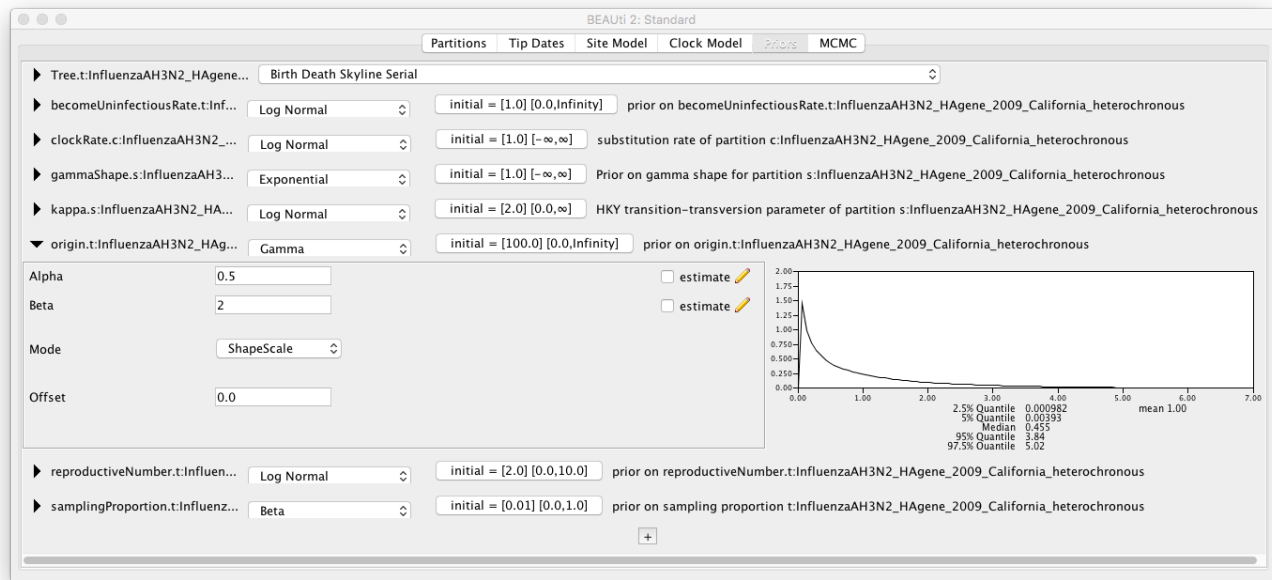 BEAUti 2: Standard
Partitions Tip Dates Site Model Clock Model Priors MCMC
Tree.t:InfluenzaAH3N2_HAgene... Birth Death Skyline Serial
becomeUninfectiousRate.t:Inf... Log Normal initial = [1.0] [0.0,Infinity] prior on becomeUninfectiousRate.t:InfluenzaAH3N2_HAgene_2009_California_heterochronous
clockRate.c:InfluenzaAH3N2_... Log Normal initial = [1.0] [-∞,∞] substitution rate of partition c:InfluenzaAH3N2_HAgene_2009_California_heterochronous
gammaShape.s:InfluenzaAH3... Exponential initial = [1.0] [-∞,∞] Prior on gamma shape for partition s:InfluenzaAH3N2_HAgene_2009_California_heterochronous
kappa.s:InfluenzaAH3N2_HA... Log Normal initial = [2.0] [0.0,∞] HKY transition-transversion parameter of partition s:InfluenzaAH3N2_HAgene_2009_California_heterochronous
origin.t:InfluenzaAH3N2_HAg... Gamma initial = [100.0] [0.0,Infinity] prior on origin.t:InfluenzaAH3N2_HAgene_2009_California_heterochronous
Alpha 0.5 estimate
Beta 2 estimate
Mode ShapeScale
Offset 0.0
2.00
1.75
1.50
1.25
1.00
0.750
0.500
0.250
0.00
0.00 1.00 2.00 3.00 4.00 5.00 6.00 7.00
2.5% Quantile 0.000982 mean 1.00
5% Quantile 0.00393
Median 0.455
95% Quantile 3.84
97.5% Quantile 5.02
reproductiveNumber.t:Influen... Log Normal initial = [2.0] [0.0,10.0] prior on reproductiveNumber.t:InfluenzaAH3N2_HAgene_2009_California_heterochronous
samplingProportion.t:Influenz... Beta initial = [0.01] [0.0,1.0] prior on sampling proportion t:InfluenzaAH3N2_HAgene_2009_California_heterochronous
+